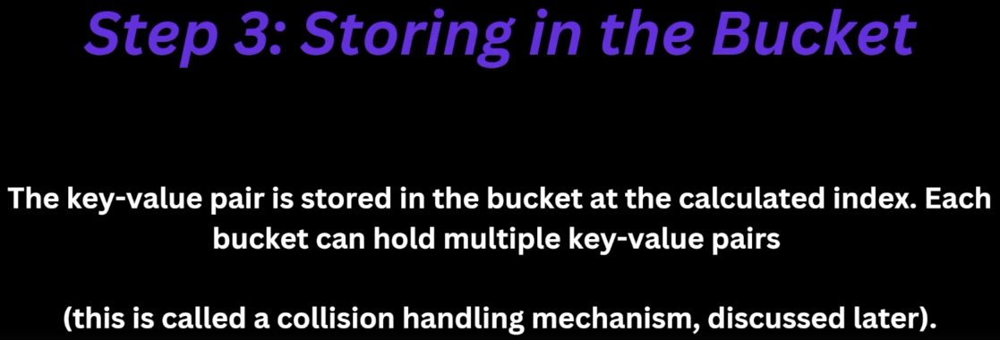 Step 3: Storing in the Bucket
The key-value pair is stored in the bucket at the calculated index. Each
bucket can hold multiple key-value pairs
(this is called a collision handling mechanism, discussed later).